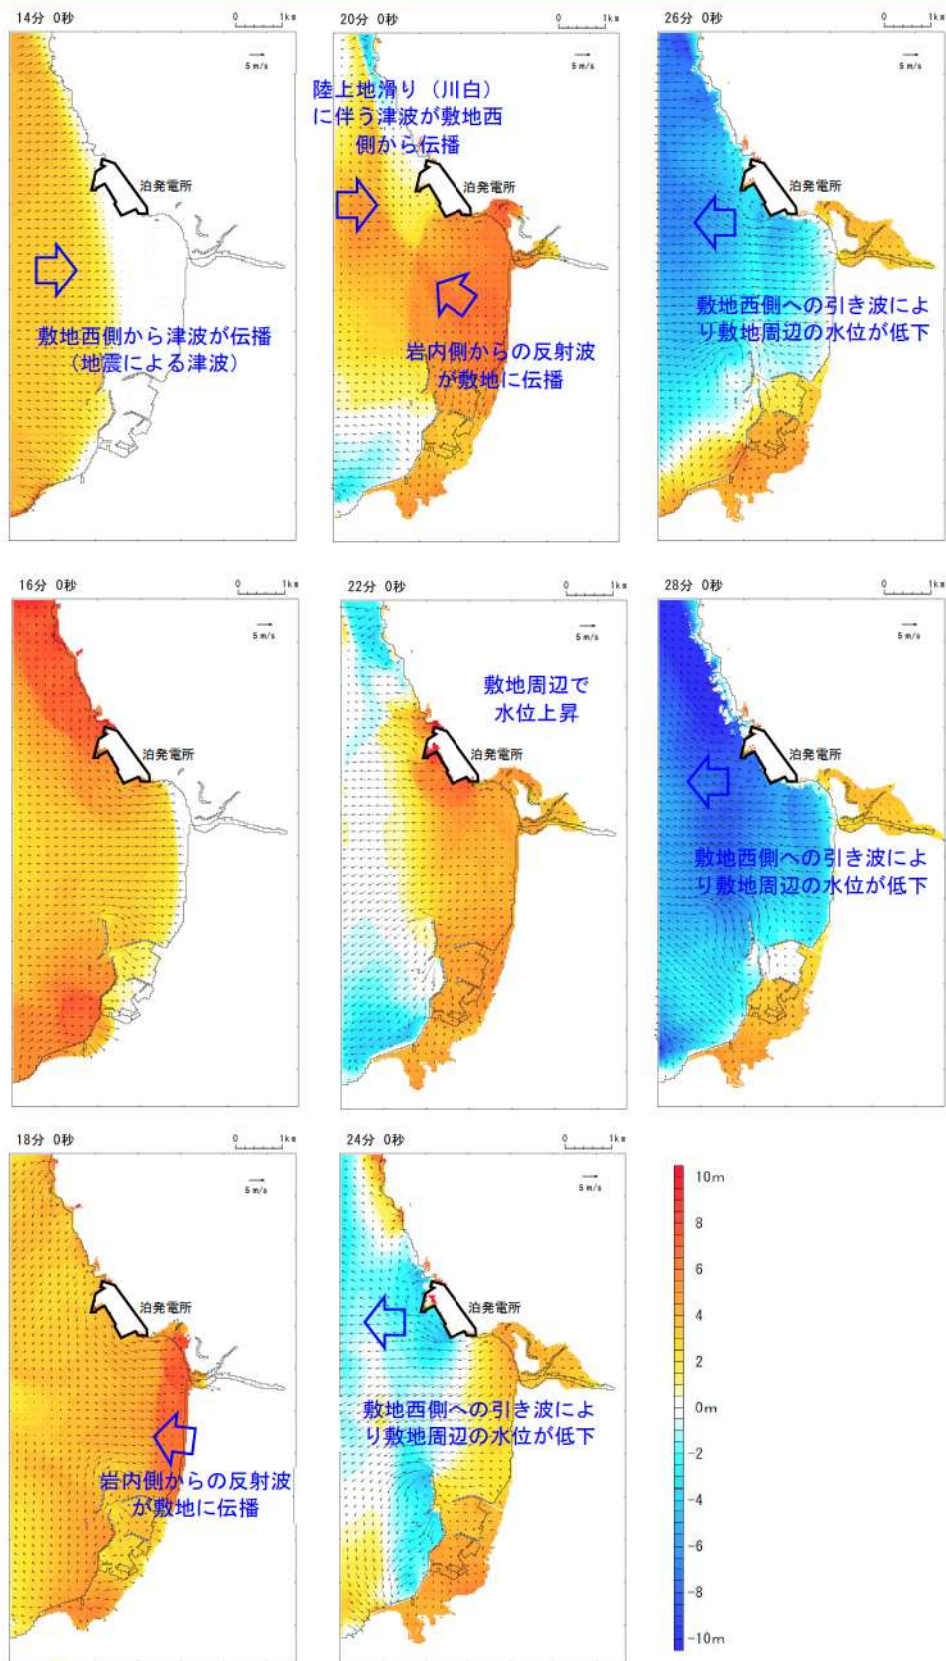 14分 0秒
0 1km
5 m/s
泊発電所
敷地西側から津波が伝播
（地震による津波）
20分 0秒
0 1km
5 m/s
陸上地滑り（川白）
に伴う津波が敷地西
側から伝播
泊発電所
岩内側からの反射波
が敷地に伝播
26分 0秒
0 1km
5 m/s
泊発電所
敷地西側への引き波によ
り敷地周辺の水位が低下
16分 0秒
0 1km
5 m/s
泊発電所
22分 0秒
0 1km
5 m/s
敷地周辺で
水位上昇
泊発電所
28分 0秒
0 1km
5 m/s
泊発電所
敷地西側への引き波によ
り敷地周辺の水位が低下
18分 0秒
0 1km
5 m/s
泊発電所
岩内側からの反射波
が敷地に伝播
24分 0秒
0 1km
5 m/s
泊発電所
敷地西側への引き波によ
り敷地周辺の水位が低下
10m
8
6
4
2
0m
-2
-4
-6
-8
-10m